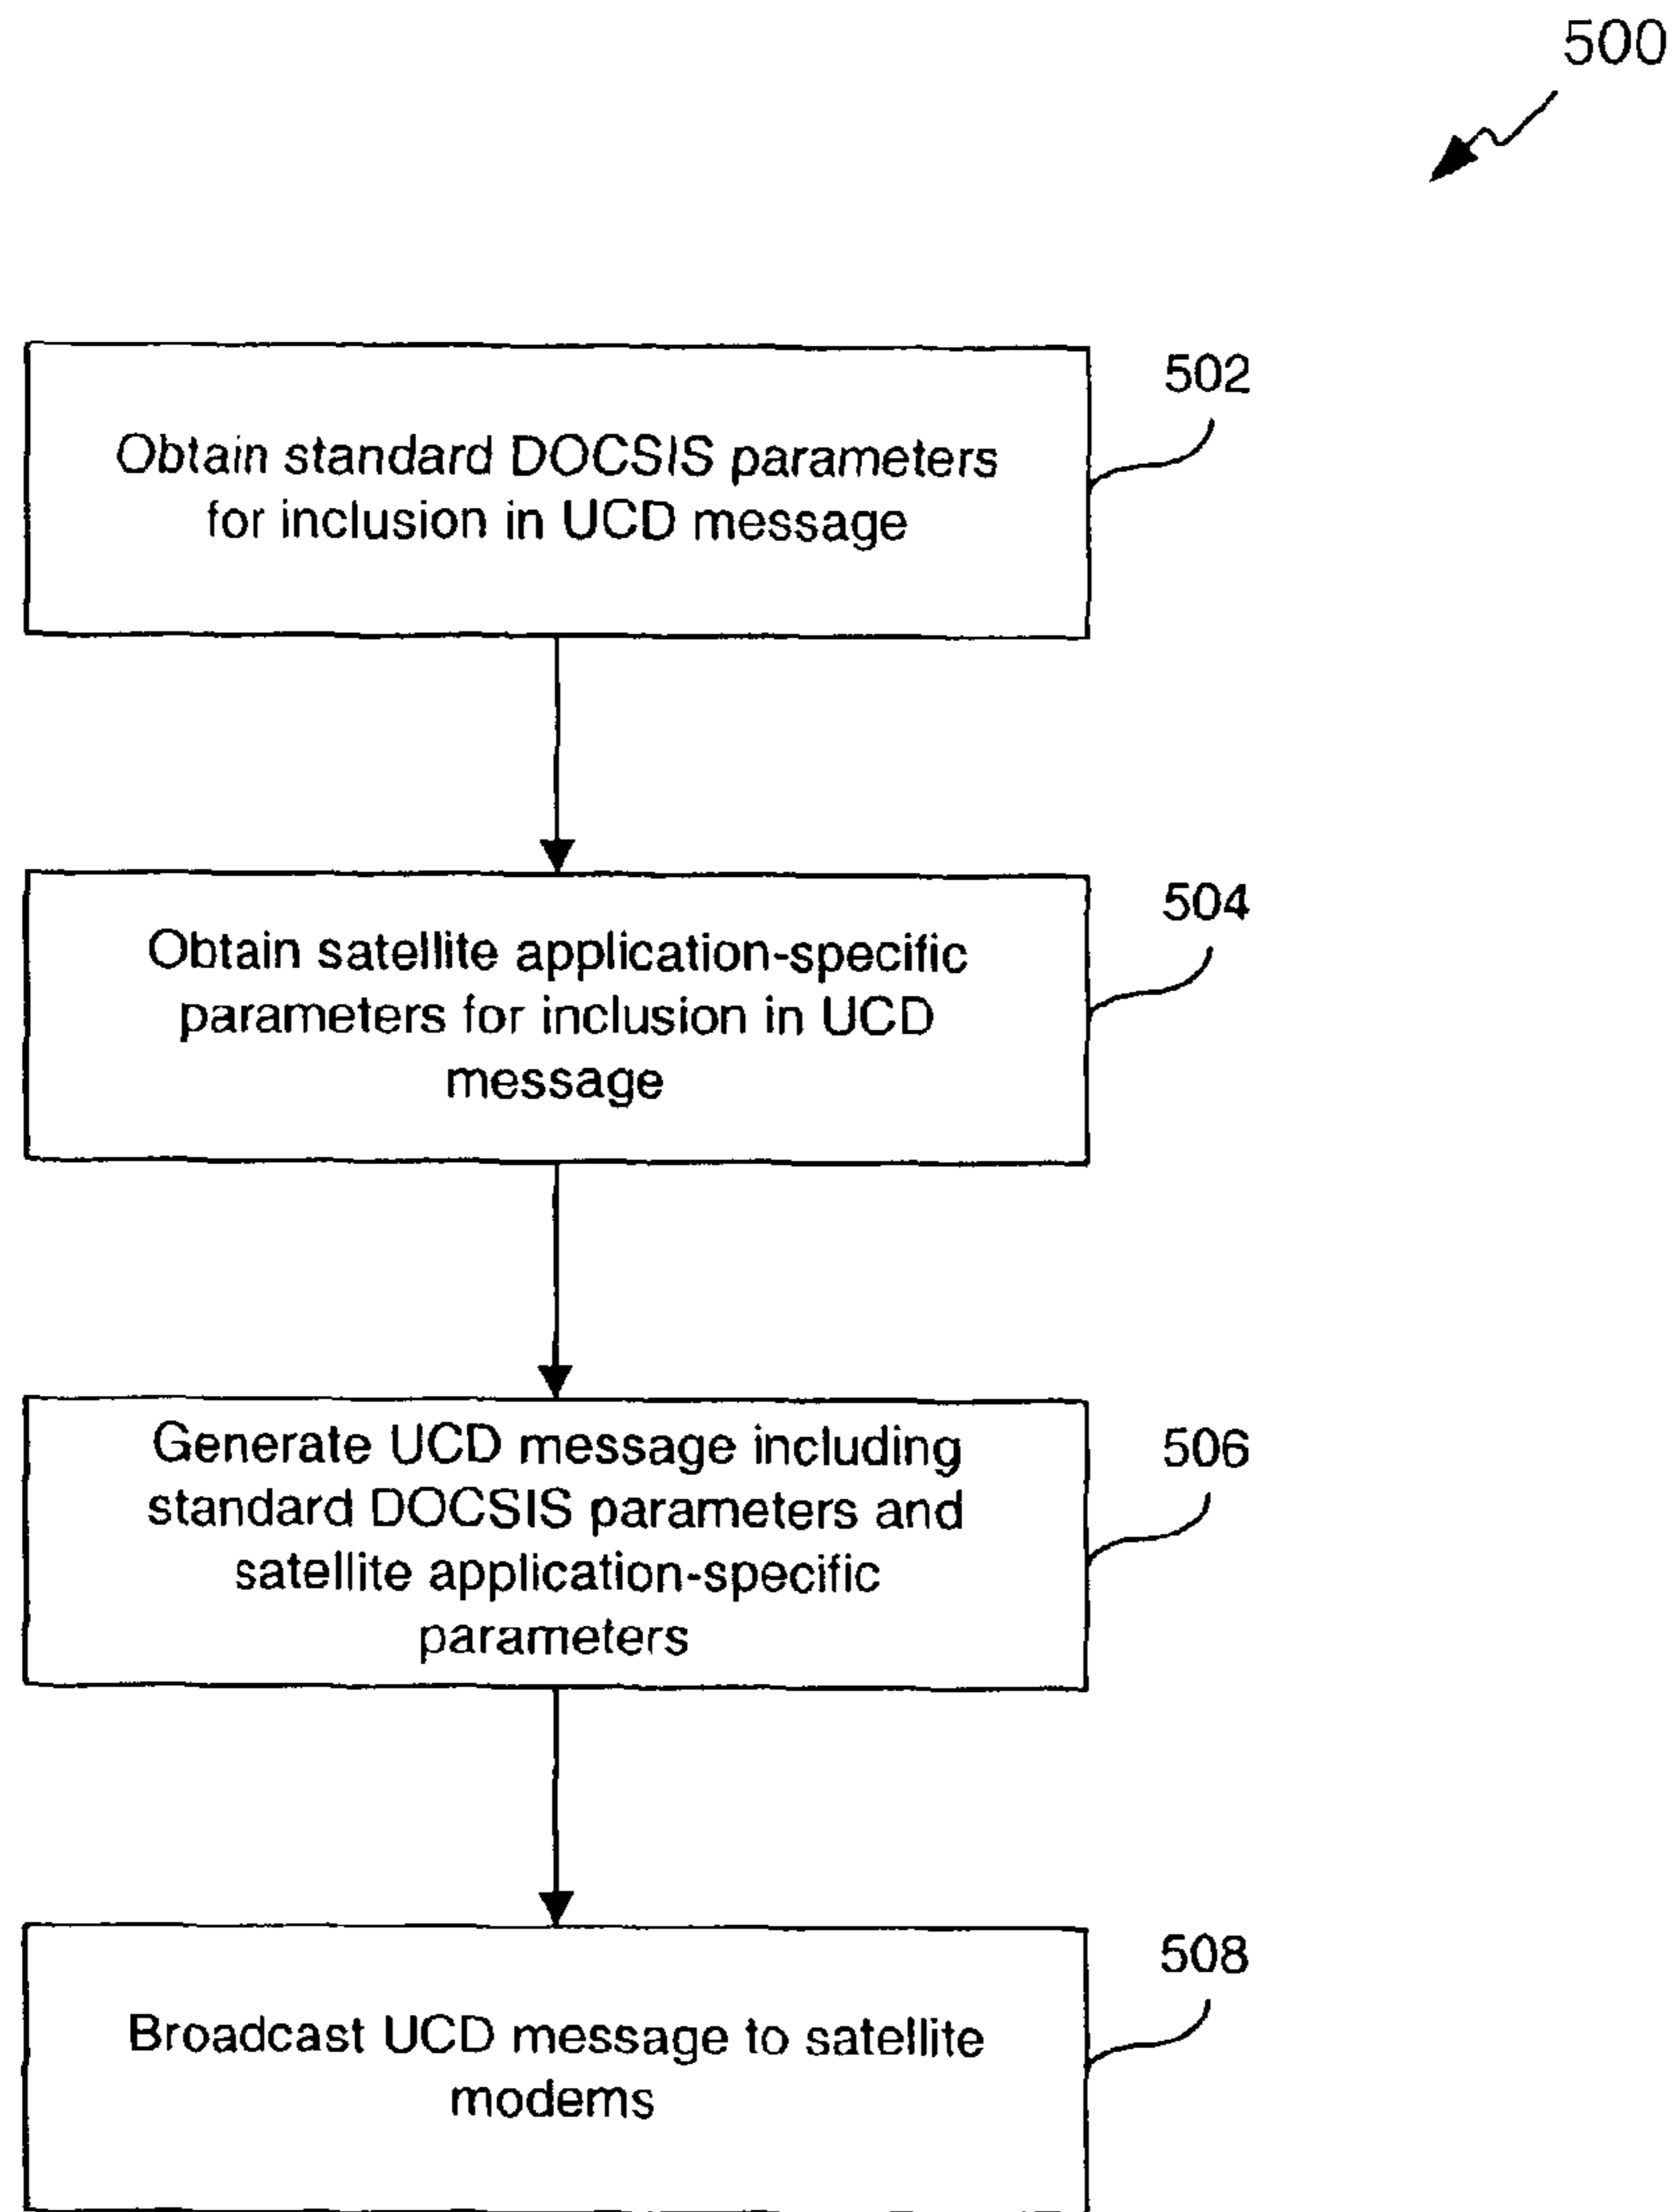 500
Obtain standard DOCSIS parameters
for inclusion in UCD message
502
Obtain satellite application-specific
parameters for inclusion in UCD
message
504
Generate UCD message including
standard DOCSIS parameters and
satellite application-specific
parameters
506
Broadcast UCD message to satellite
modems
508